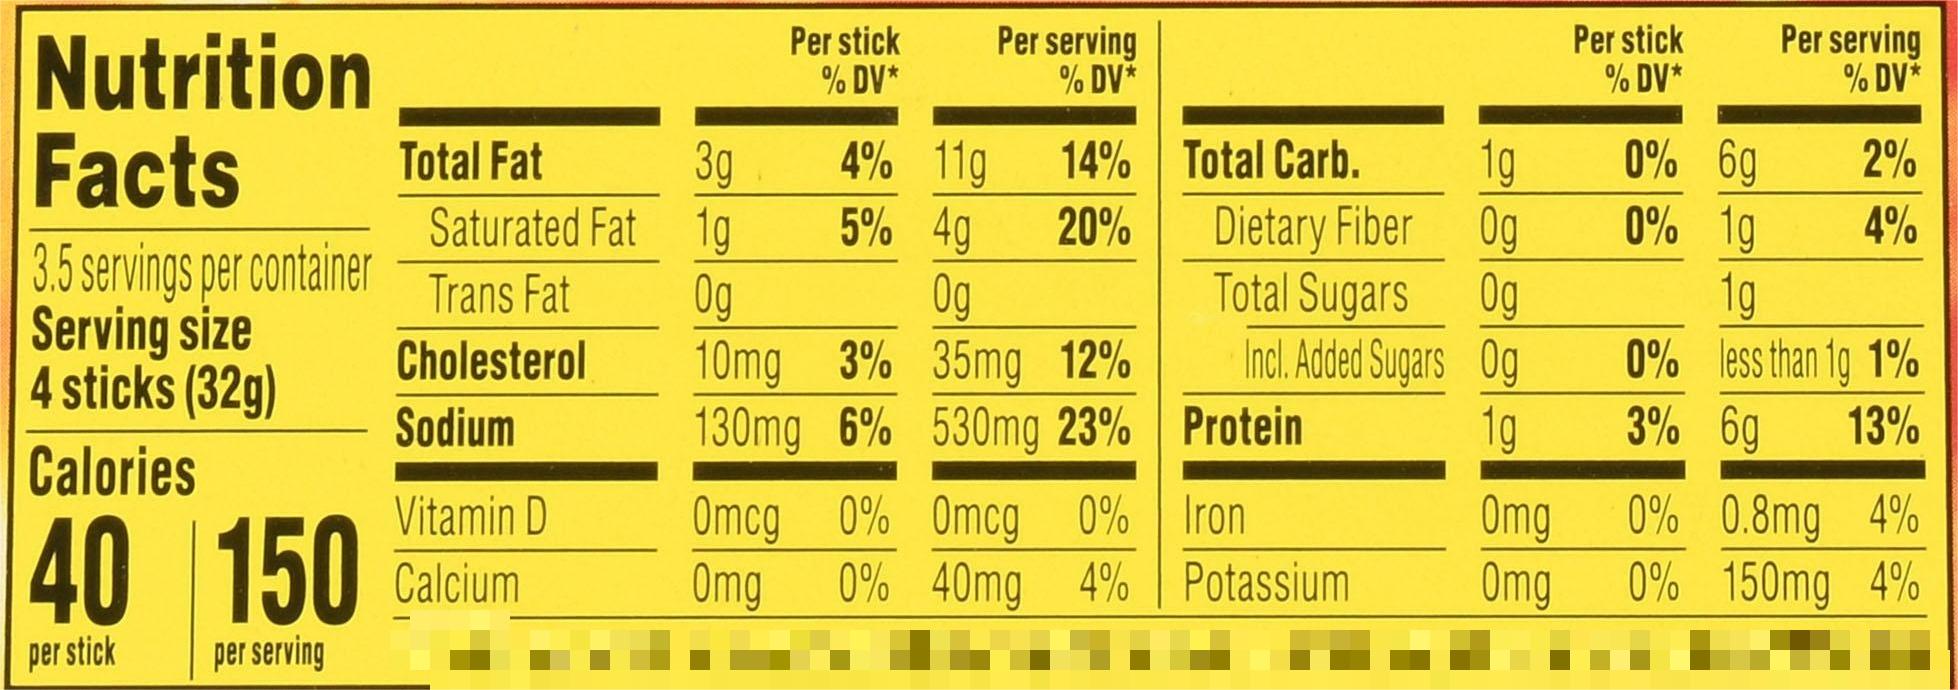 Nutrition
Facts
3.5 servings per container
Serving size
4 sticks (32g)
Calories
40 150
per stick per serving
Per stick Per serving
% DV* % DV*
Total Fat 3g 4% 11g 14%
Saturated Fat 1g 5% 4g 20%
Trans Fat 0g 0g
Cholesterol 10mg 3% 35mg 12%
Sodium 130mg 6% 530mg 23%
Vitamin D 0mcg 0% 0mcg 0%
Calcium 0mg 0% 40mg 4%
Per stick Per serving
% DV* % DV*
Total Carb. 1g 0% 6g 2%
Dietary Fiber 0g 0% 1g 4%
Total Sugars 0g 1g
Incl. Added Sugars 0g 0% less than 1g 1%
Protein 1g 3% 6g 13%
Iron 0mg 0% 0.8mg 4%
Potassium 0mg 0% 150mg 4%